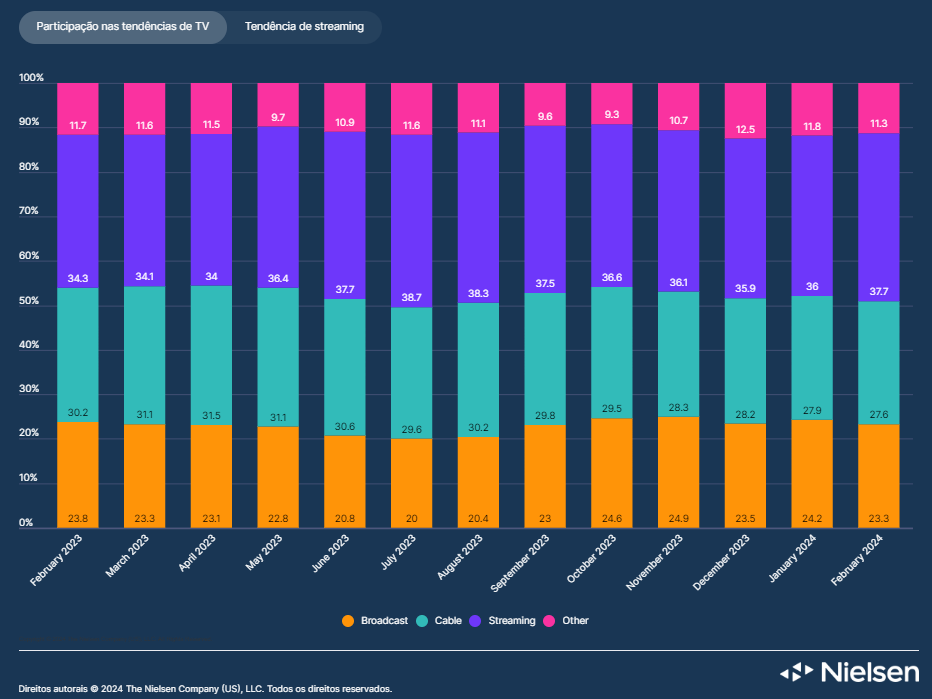 Participação nas tendências de TV Tendência de streaming
100%
11.7 11.6 11.5 9.7 10.9 11.6 11.1 9.6 9.3 10.7 12.5 11.8 11.3
90%
80%
70%
60%
34.3 34.1 34 36.4 37.7 38.7 38.3 37.5 36.6 36.1 35.9 36 37.7
50%
40%
30%
30.2 31.1 31.5 31.1 30.6 29.6 30.2 29.8 29.5 28.3 28.2 27.9 27.6
20%
10%
23.8 23.3 23.1 22.8 20.8 20 20.4 23 24.6 24.9 23.5 24.2 23.3
0%
February 2023 March 2023 April 2023 May 2023 June 2023 July 2023 August 2023 September 2023 October 2023 November 2023 December 2023 January 2024 February 2024
Broadcast Cable Streaming Other
Nielsen
Direitos autorais © 2024 The Nielsen Company (US), LLC. Todos os direitos reservados.